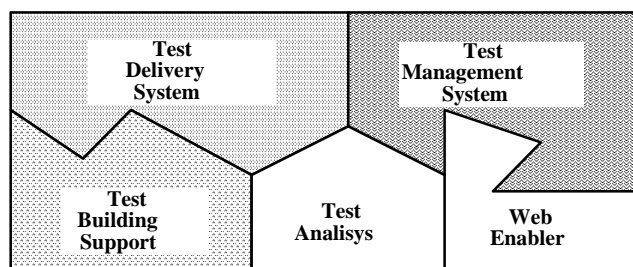 Test
Delivery
System
Test
Management
System
Test
Building
Support
Test
Analisys
Web
Enabler